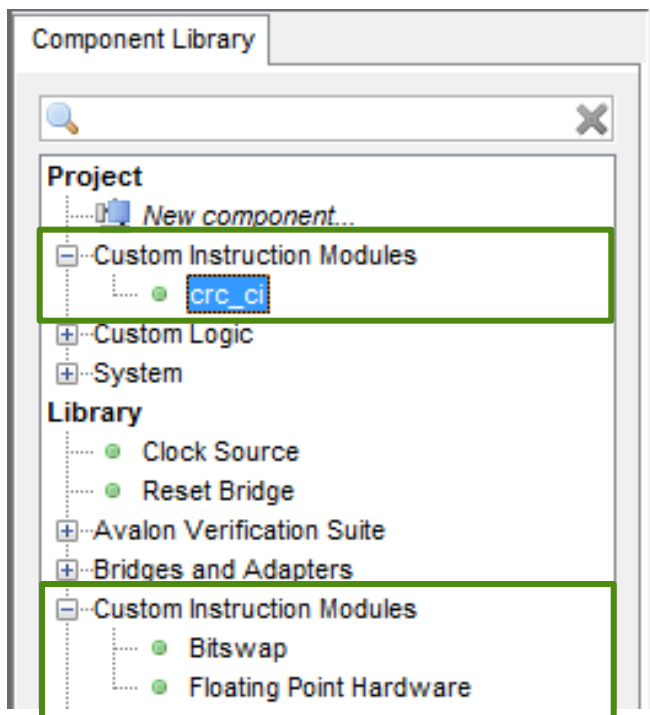 Component Library
Project
New component...
Custom Instruction Modules
crc_ci
Custom Logic
System
Library
Clock Source
Reset Bridge
Avalon Verification Suite
Bridges and Adapters
Custom Instruction Modules
Bitswap
Floating Point Hardware